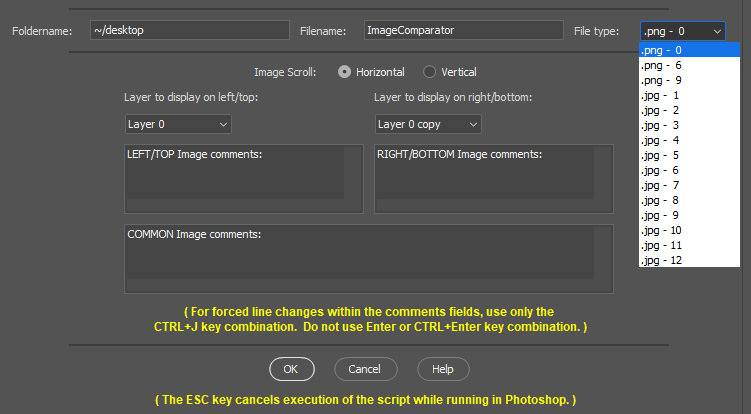 Foldername: ~/desktop Filename: ImageComparator File type: .png - 0
.png - 0
.png - 6
.png - 9
.jpg - 1
.jpg - 2
.jpg - 3
.jpg - 4
.jpg - 5
.jpg - 6
.jpg - 7
.jpg - 8
.jpg - 9
.jpg - 10
.jpg - 11
.jpg - 12
Image Scroll: Horizontal Vertical
Layer to display on left/top: Layer to display on right/bottom:
Layer 0 Layer 0 copy
LEFT/TOP Image comments: RIGHT/BOTTOM Image comments:
COMMON Image comments:
( For forced line changes within the comments fields, use only the
CTRL+J key combination. Do not use Enter or CTRL+Enter key combination. )
OK Cancel Help
( The ESC key cancels execution of the script while running in Photoshop. )